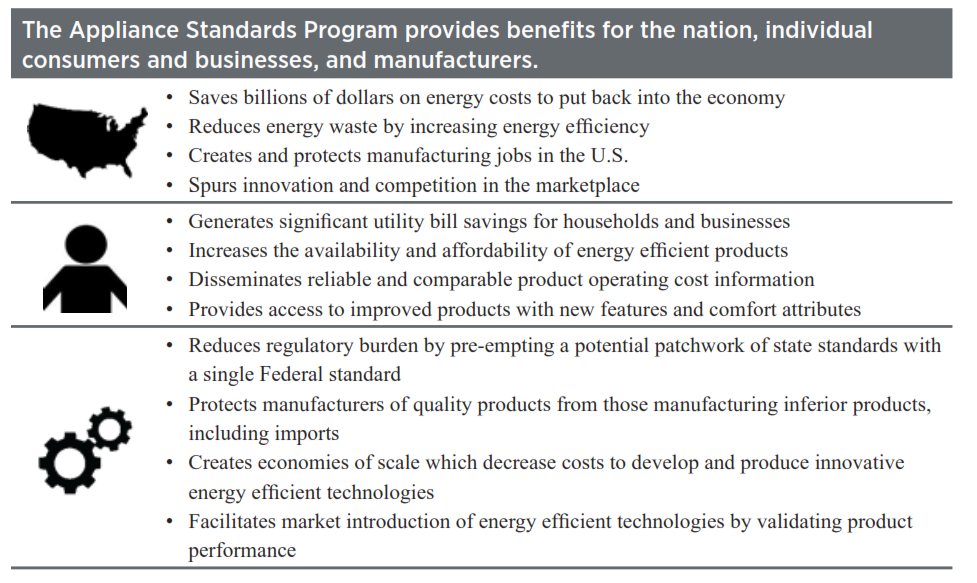 The Appliance Standards Program provides benefits for the nation, individual
consumers and businesses, and manufacturers.
• Saves billions of dollars on energy costs to put back into the economy
• Reduces energy waste by increasing energy efficiency
• Creates and protects manufacturing jobs in the U.S.
• Spurs innovation and competition in the marketplace
• Generates significant utility bill savings for households and businesses
• Increases the availability and affordability of energy efficient products
• Disseminates reliable and comparable product operating cost information
• Provides access to improved products with new features and comfort attributes
• Reduces regulatory burden by pre-empting a potential patchwork of state standards with
a single Federal standard
• Protects manufacturers of quality products from those manufacturing inferior products,
including imports
• Creates economies of scale which decrease costs to develop and produce innovative
energy efficient technologies
• Facilitates market introduction of energy efficient technologies by validating product
performance